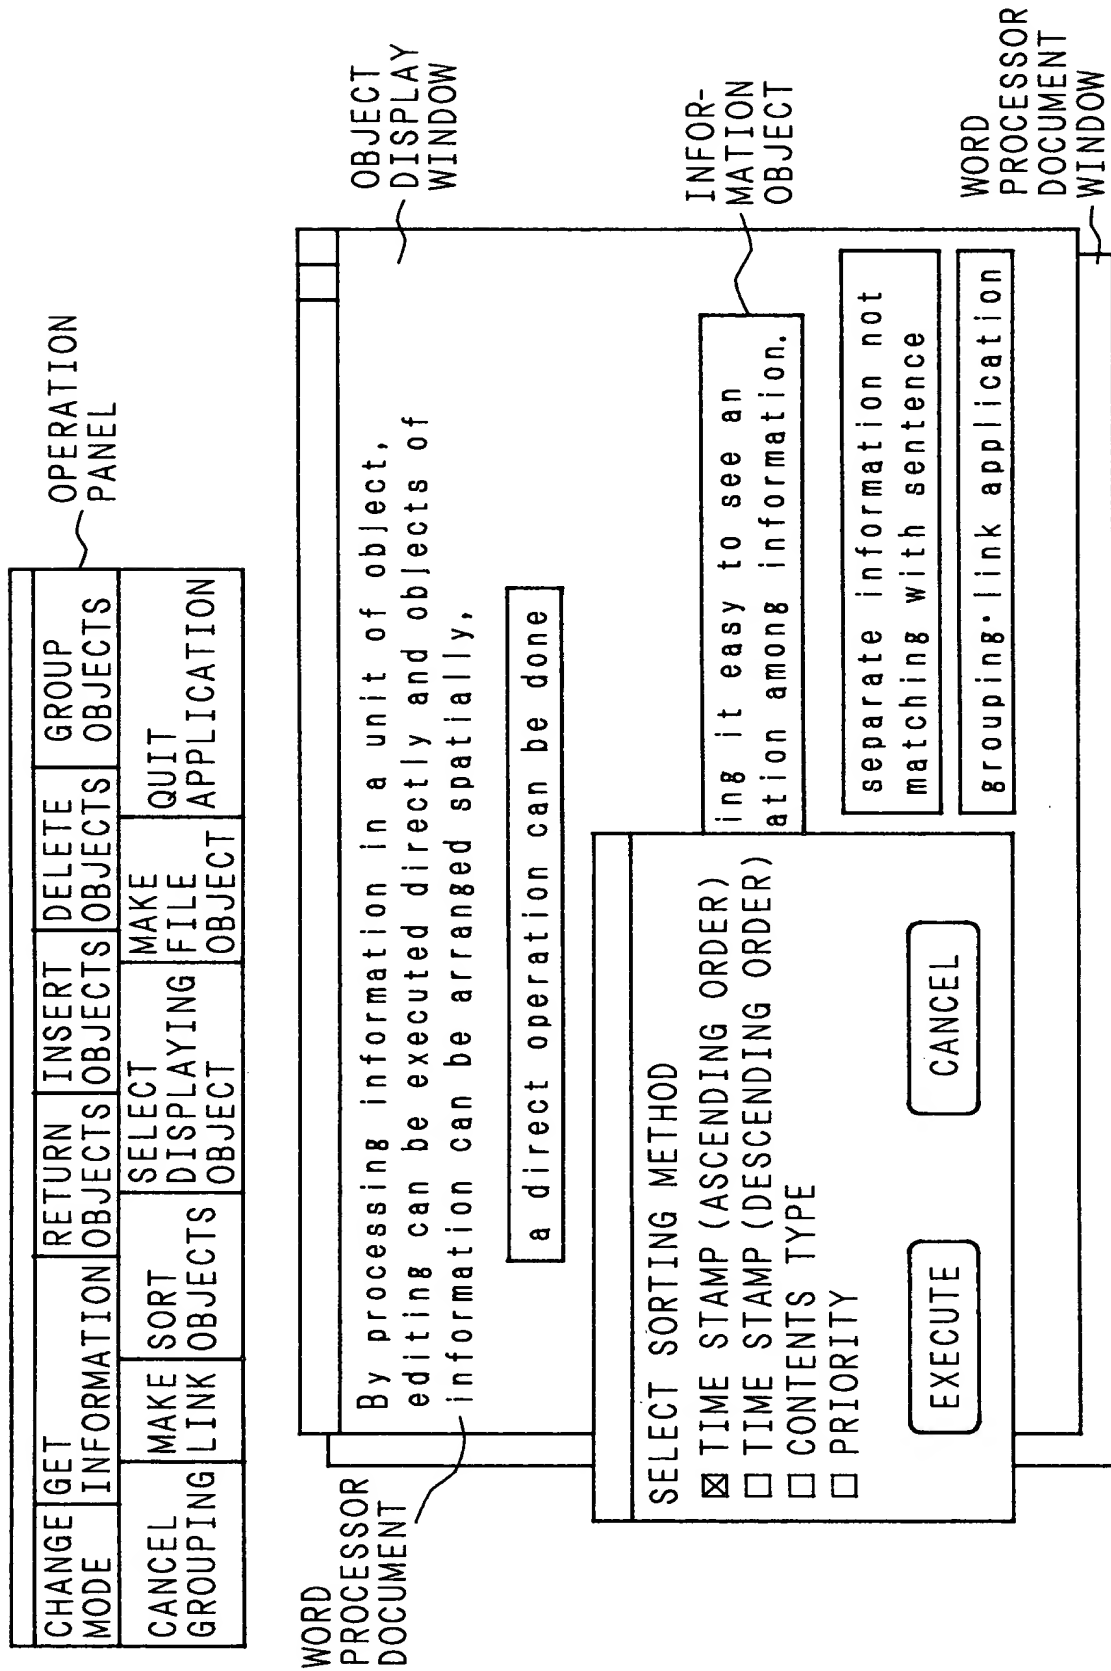 OPERATION
PANEL
CHANGE
MODE
GET
INFORMATION
RETURN
OBJECTS
INSERT
OBJECTS
DELETE
OBJECTS
GROUP
OBJECTS
CANCEL
GROUPING
MAKE
LINK
SORT
OBJECTS
SELECT
DISPLAYING
OBJECT
MAKE
FILE
OBJECT
QUIT
APPLICATION
WORD
PROCESSOR
DOCUMENT
OBJECT
DISPLAY
WINDOW
By processing information in a unit of object,
editing can be executed directly and objects of
information can be arranged spatially,
a direct operation can be done
INFOR-
MATION
OBJECT
ing it easy to see an
ation among information.
separate information not
matching with sentence
grouping·link application
SELECT SORTING METHOD
TIME STAMP (ASCENDING ORDER)
TIME STAMP (DESCENDING ORDER)
CONTENTS TYPE
PRIORITY
EXECUTE
CANCEL
WORD
PROCESSOR
DOCUMENT
WINDOW